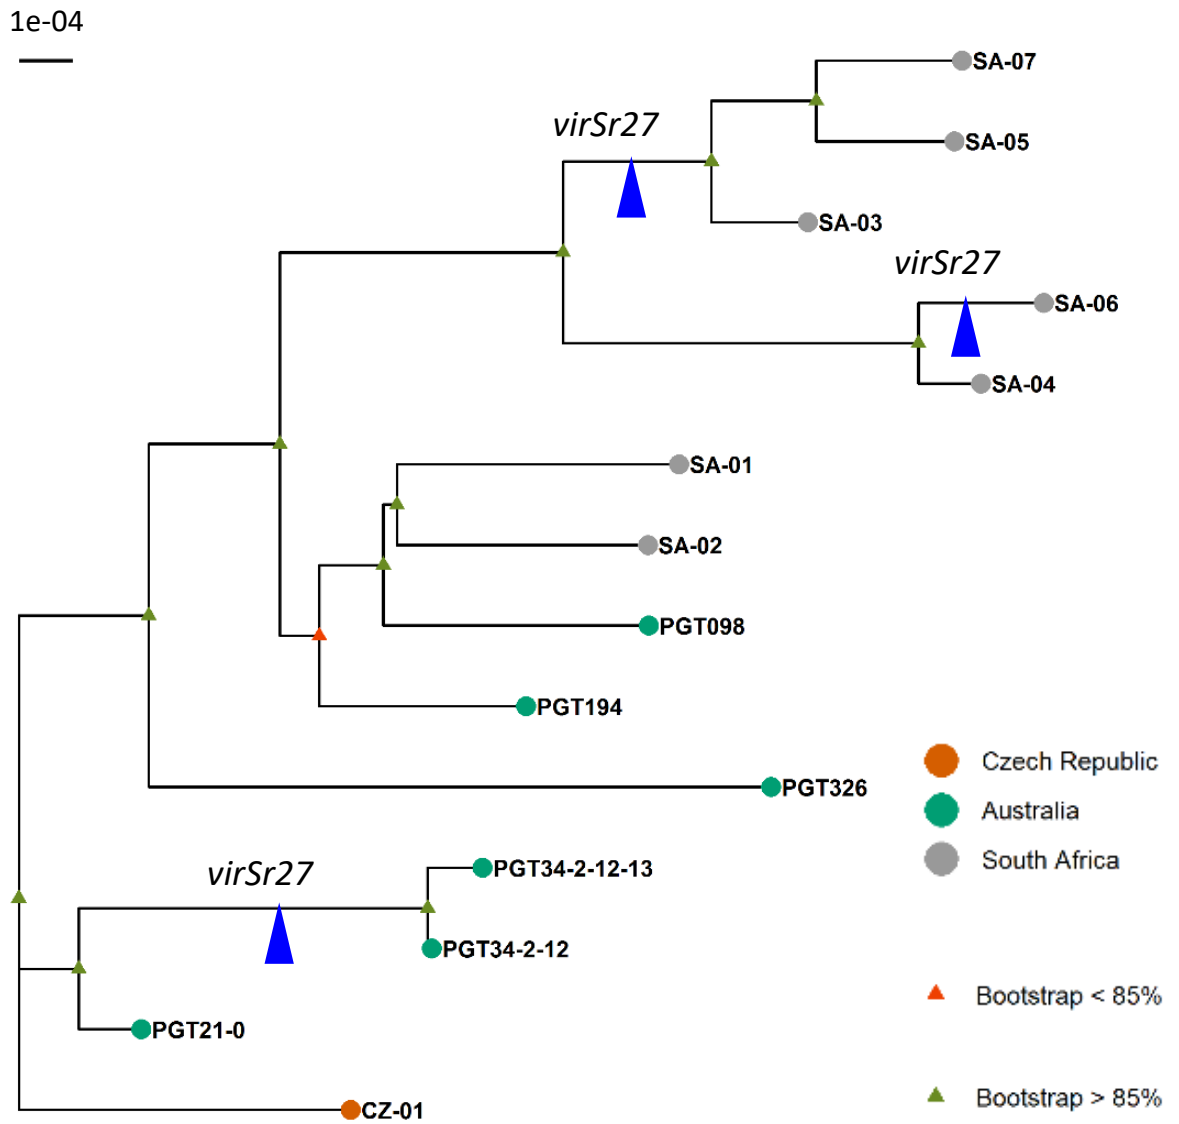 1e-04
SA-07
virSr27
SA-05
SA-03
virSr27
SA-06
SA-04
SA-01
SA-02
PGT098
PGT194
Czech Republic
PGT326
Australia
South Africa
PGT34-2-12-13
virSr27
PGT34-2-12
Bootstrap < 85%
PGT21-0
Bootstrap > 85%
CZ-01